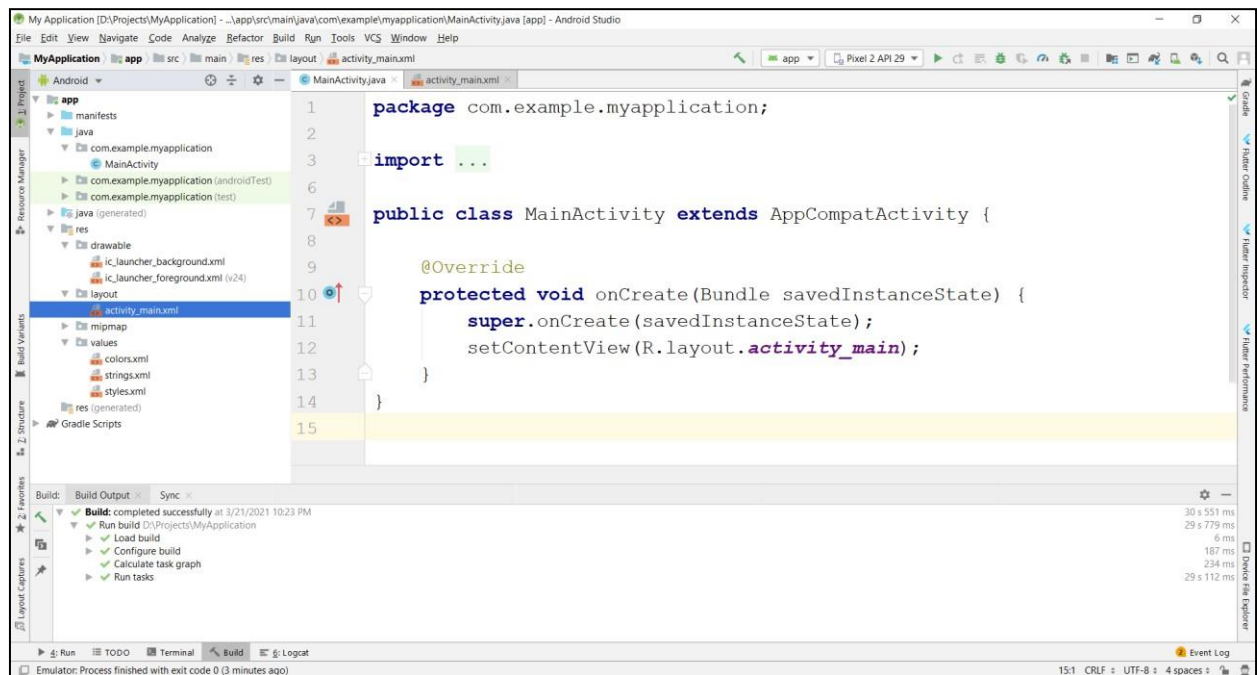 My Application [D:\Projects\MyApplication] - ...\app\src\main\java\com\example\myapplication\MainActivity.java [app] - Android Studio
File Edit View Navigate Code Analyze Refactor Build Run Tools VCS Window Help
MyApplication app src main res layout activity_main.xml app Pixel 2 API 29
1: Project
Resource Manager
Build Variants
7: Structure
2: Favorites
Layout Captures
Android
app
manifests
java
com.example.myapplication
MainActivity
com.example.myapplication (androidTest)
com.example.myapplication (test)
java (generated)
res
drawable
ic_launcher_background.xml
ic_launcher_foreground.xml (v24)
layout
activity_main.xml
mipmap
values
colors.xml
strings.xml
styles.xml
res (generated)
Gradle Scripts
MainActivity.java activity_main.xml
1 package com.example.myapplication;
2
3 import ...
6
7 public class MainActivity extends AppCompatActivity {
8
9 @Override
10 protected void onCreate(Bundle savedInstanceState) {
11 super.onCreate(savedInstanceState);
12 setContentView(R.layout.activity_main);
13 }
14 }
15
Gradle
Flutter Outline
Flutter Inspector
Flutter Performance
Device File Explorer
Build: Build Output Sync
Build: completed successfully at 3/21/2021 10:23 PM 30 s 551 ms
Run build D:\Projects\MyApplication 29 s 779 ms
Load build 6 ms
Configure build 187 ms
Calculate task graph 234 ms
Run tasks 29 s 112 ms
4: Run TODO Terminal Build 6: Logcat 2 Event Log
Emulator: Process finished with exit code 0 (3 minutes ago) 15:1 CRLF UTF-8 4 spaces